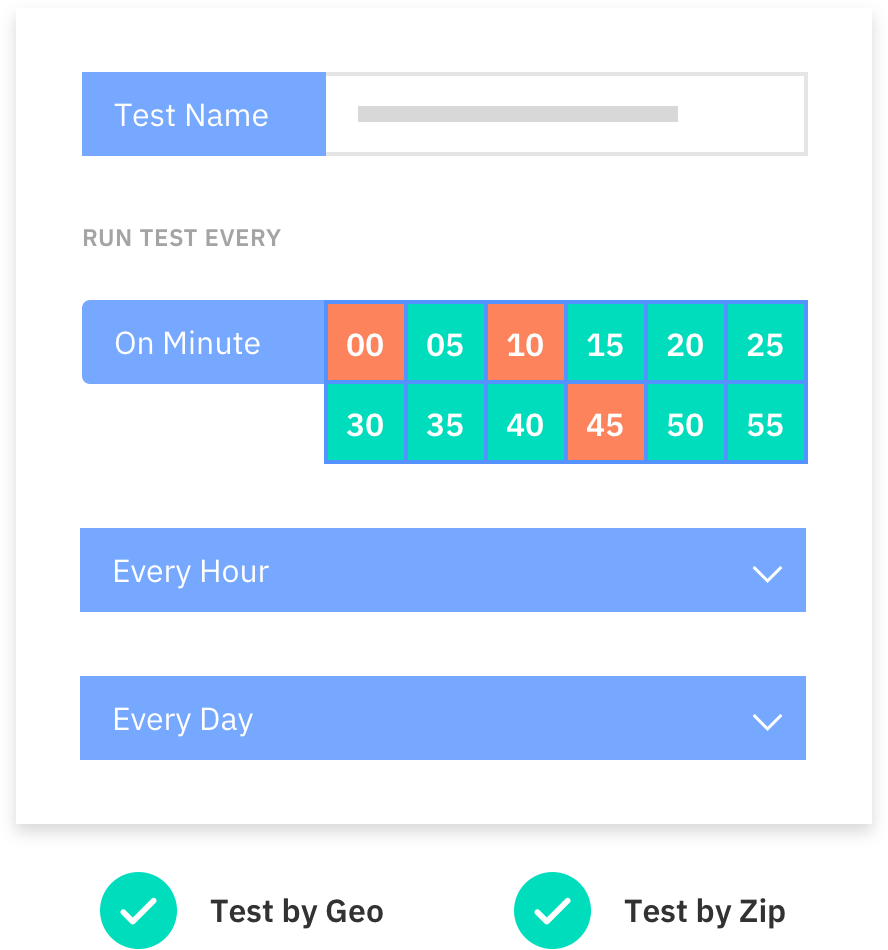 Test Name
RUN TEST EVERY
On Minute 00 05 10 15 20 25
30 35 40 45 50 55
Every Hour
Every Day
Test by Geo Test by Zip